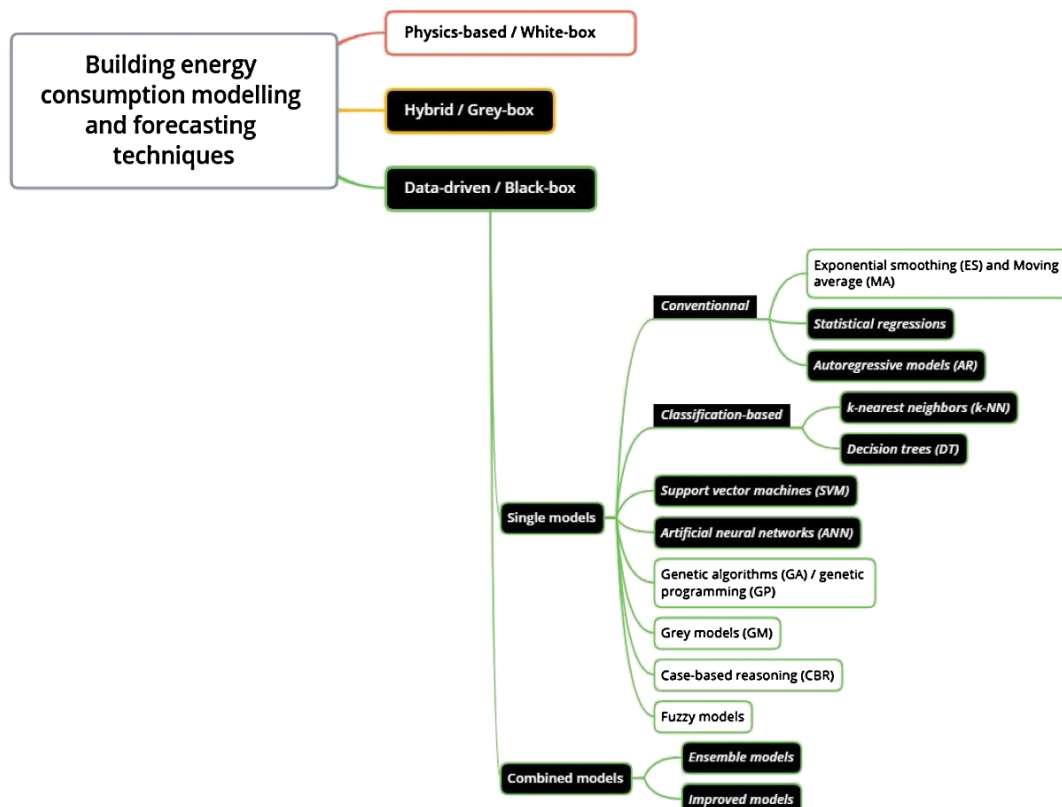 Building energy
consumption modelling
and forecasting
techniques
Physics-based / White-box
Hybrid / Grey-box
Data-driven / Black-box
Single models
Conventionnal
Exponential smoothing (ES) and Moving
average (MA)
Statistical regressions
Autoregressive models (AR)
Classification-based
k-nearest neighbors (k-NN)
Decision trees (DT)
Support vector machines (SVM)
Artificial neural networks (ANN)
Genetic algorithms (GA) / genetic
programming (GP)
Grey models (GM)
Case-based reasoning (CBR)
Fuzzy models
Combined models
Ensemble models
Improved models